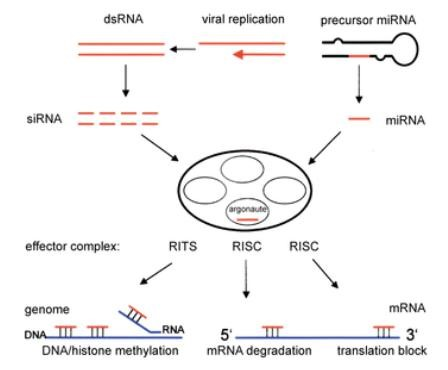 dsRNA viral replication precursor miRNA
siRNA miRNA
argonaute
effector complex: RITS RISC RISC
genome mRNA
DNA RNA 5' 3'
DNA/histone methylation mRNA degradation translation block